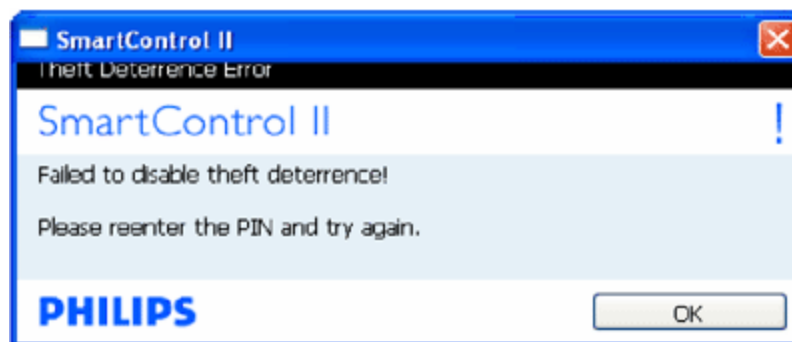 SmartControl II
Theft Deterrence Error
SmartControl II !
Failed to disable theft deterrence!
Please reenter the PIN and try again.
PHILIPS
OK